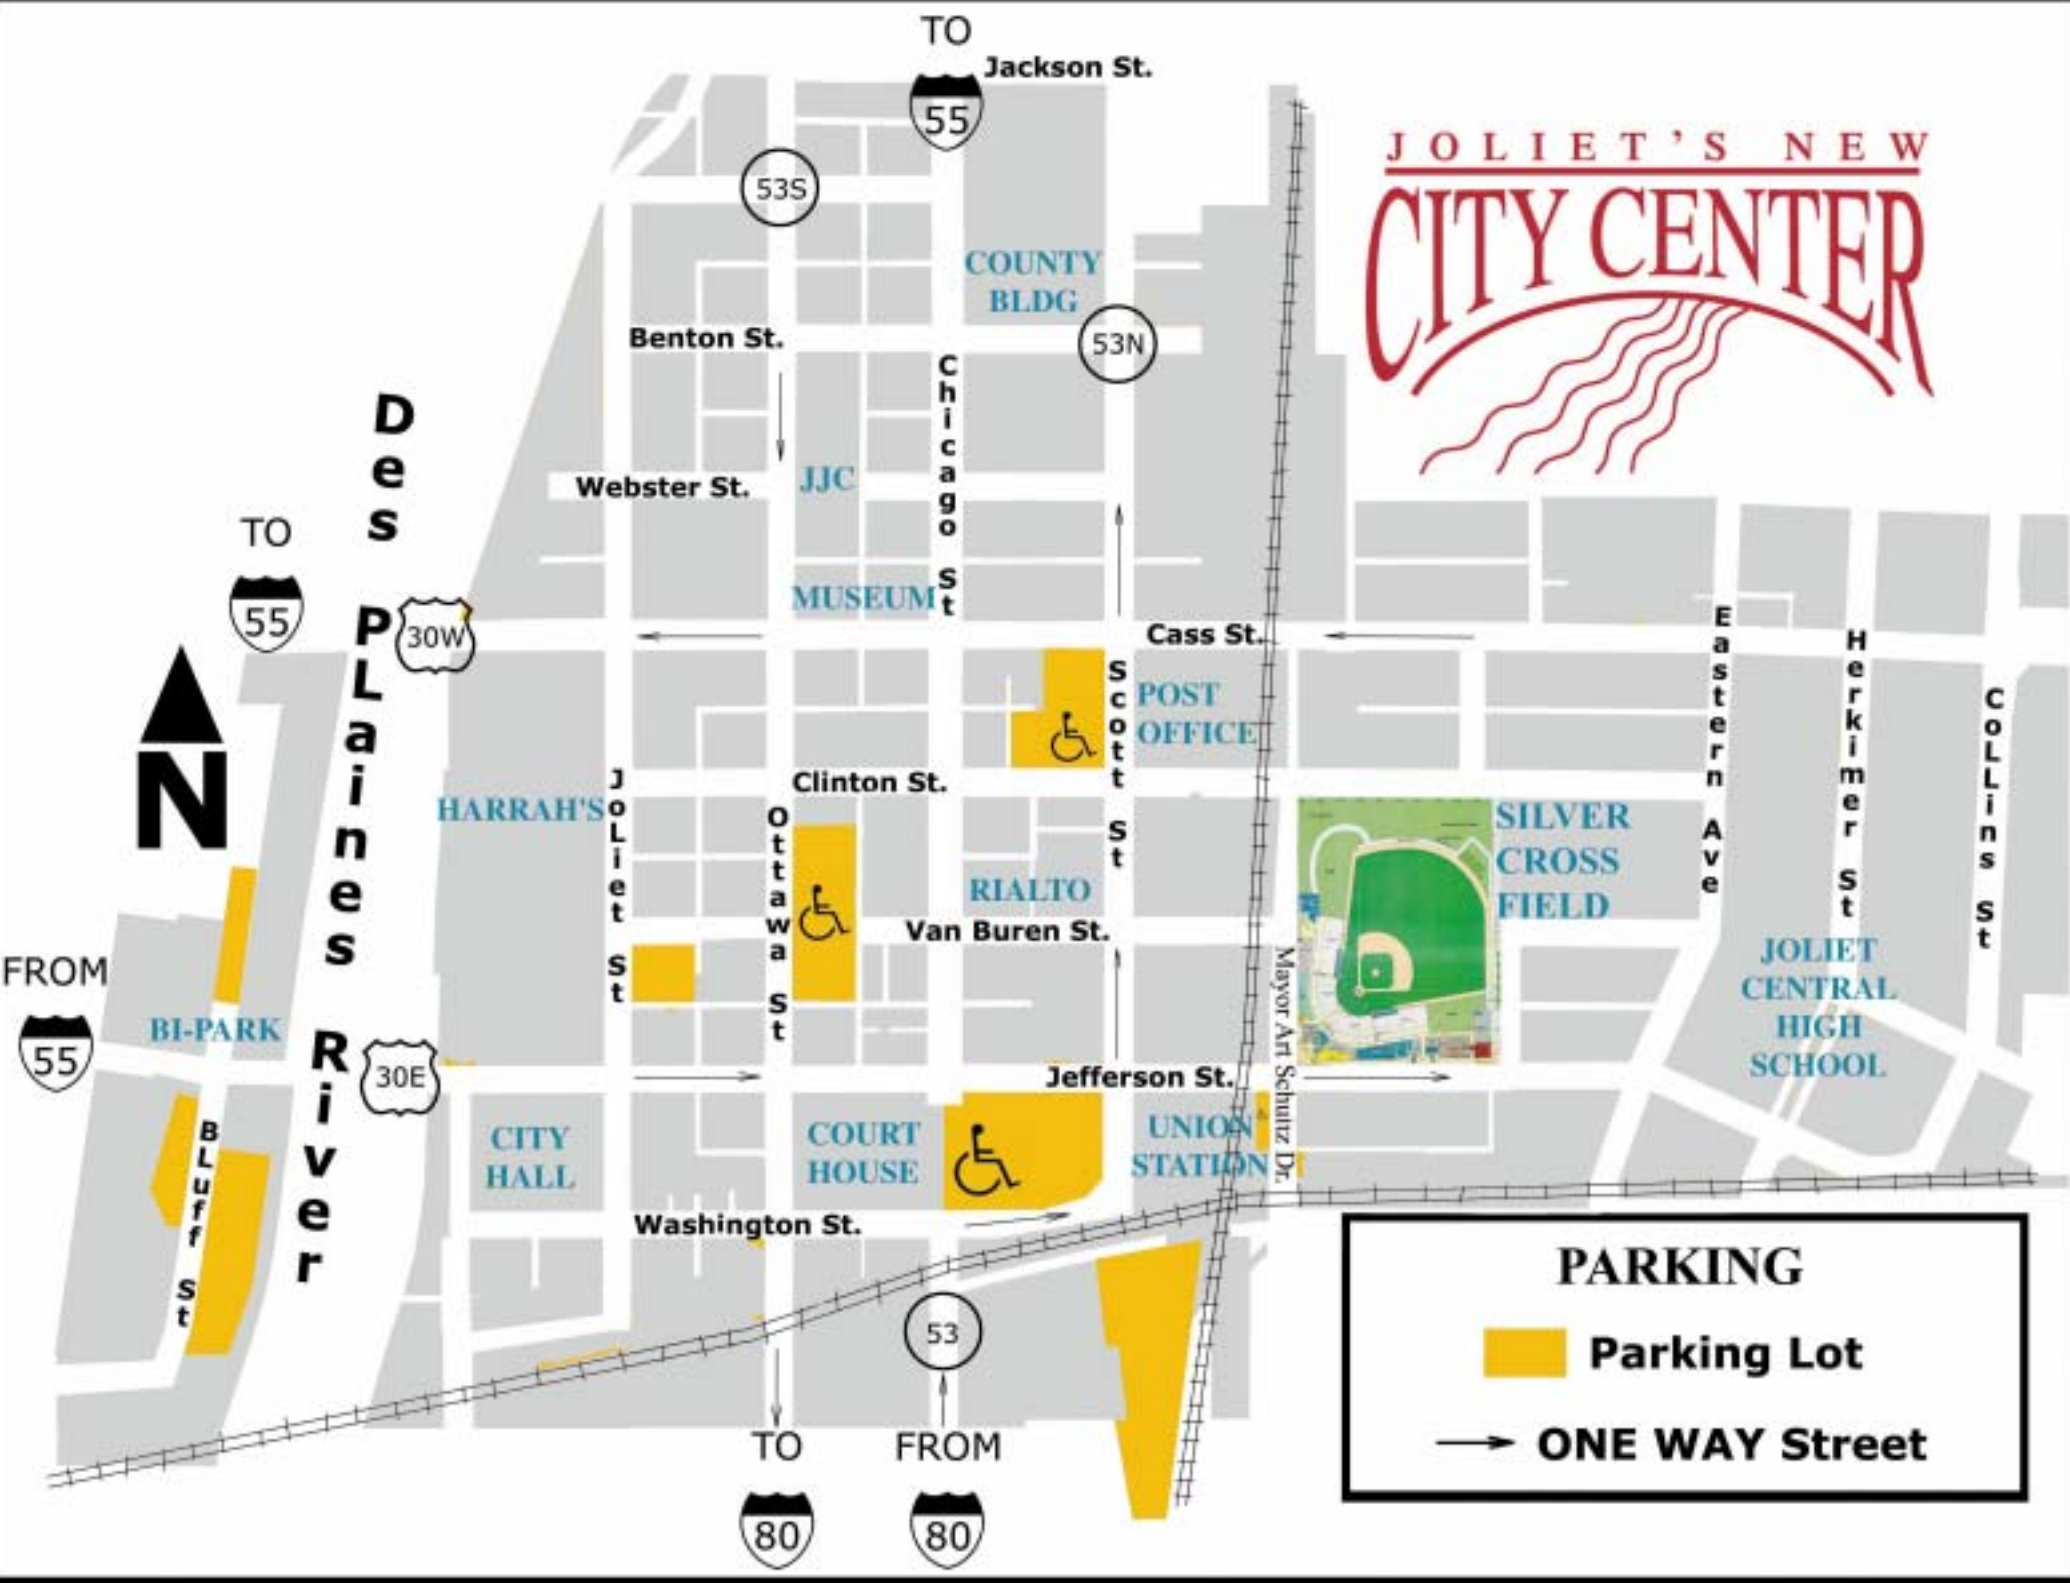 TO
55
Jackson St.
JOLIET'S NEW
CITY CENTER
53S
COUNTY
BLDG
Benton St.
53N
Chicago St
Des Plaines River
Webster St.
JJC
TO
55
MUSEUM
30W
Cass St.
Eastern Ave
Herkimer St
Collins St
Scott St
POST
OFFICE
N
Joliet St
Clinton St.
HARRAH'S
Ottawa St
SILVER
CROSS
FIELD
RIALTO
Van Buren St.
FROM
55
BI-PARK
Mayor Art Schultz Dr.
JOLIET
CENTRAL
HIGH
SCHOOL
30E
Jefferson St.
Bluff St
CITY
HALL
COURT
HOUSE
UNION
STATION
Washington St.
53
TO
80
FROM
80
PARKING
Parking Lot
ONE WAY Street